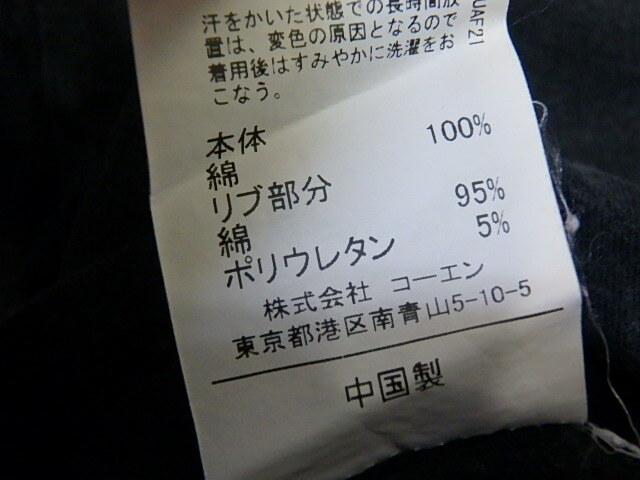 汗をかいた状態での長時間放
置は、変色の原因となるので
着用後はすみやかに洗濯をお
こなう。
UAF21
本体
綿 100%
リブ部分
綿 95%
ポリウレタン 5%
株式会社 コーエン
東京都港区南青山5-10-5
中国製